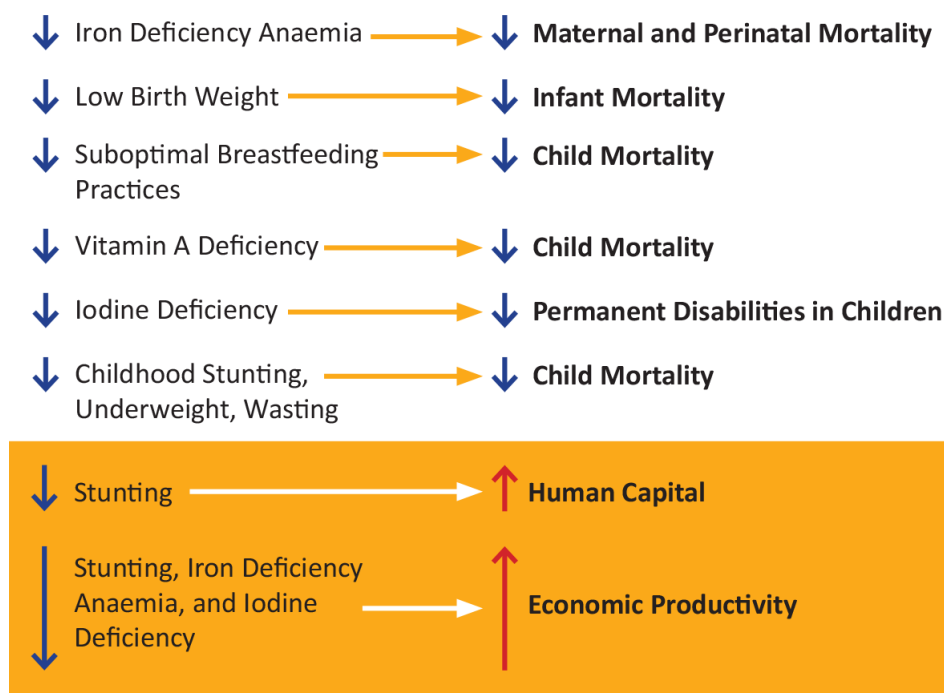 Iron Deficiency Anaemia Maternal and Perinatal Mortality
Low Birth Weight Infant Mortality
Suboptimal Breastfeeding Child Mortality
Practices
Vitamin A Deficiency Child Mortality
Iodine Deficiency Permanent Disabilities in Children
Childhood Stunting, Child Mortality
Underweight, Wasting
Stunting Human Capital
Stunting, Iron Deficiency
Anaemia, and Iodine Economic Productivity
Deficiency